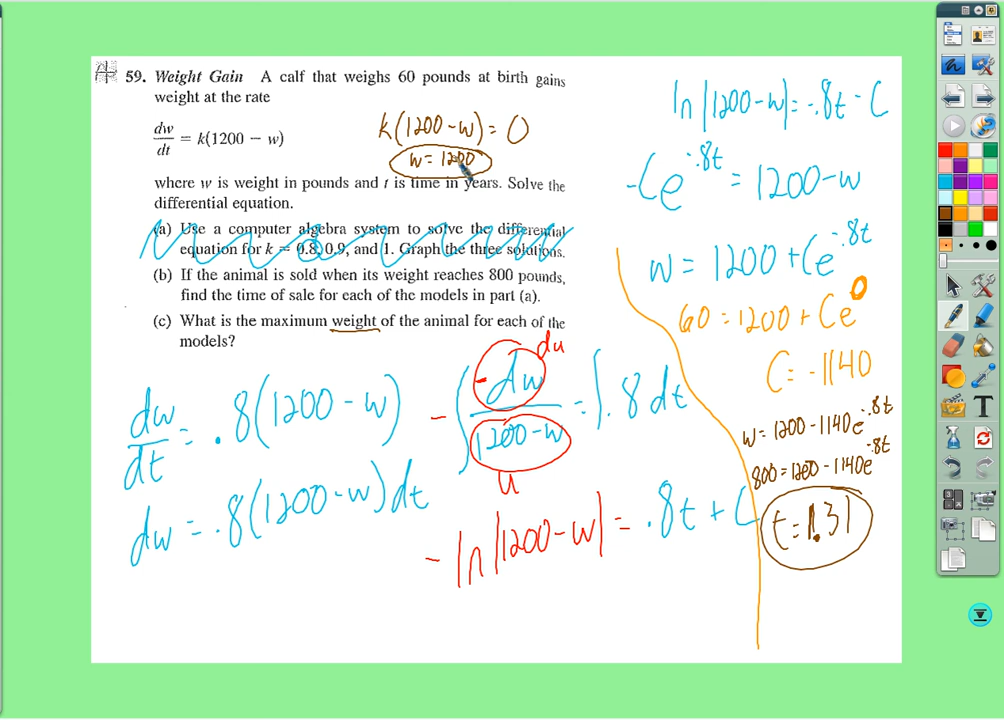 59. Weight Gain A calf that weighs 60 pounds at birth gains
weight at the rate
dw/dt = k(1200 − w)
k(1200-w)=0
w=1200
where w is weight in pounds and t is time in years. Solve the
differential equation.
(a) Use a computer algebra system to solve the differential
equation for k = 0.8, 0.9, and 1. Graph the three solutions.
(b) If the animal is sold when its weight reaches 800 pounds,
find the time of sale for each of the models in part (a).
(c) What is the maximum weight of the animal for each of the
models?
dw/dt = .8(1200-w)
dw = .8(1200-w)dt
du
-∫ -dw/1200-w = ∫.8dt
u
-ln|1200-w| = .8t+C
ln|1200-w|=-.8t-C
-Ce^-.8t = 1200-w
w = 1200+Ce^-.8t
60=1200+Ce^0
C=-1140
w=1200-1140e^-.8t
800=1200-1140e^-.8t
t=1.31
T